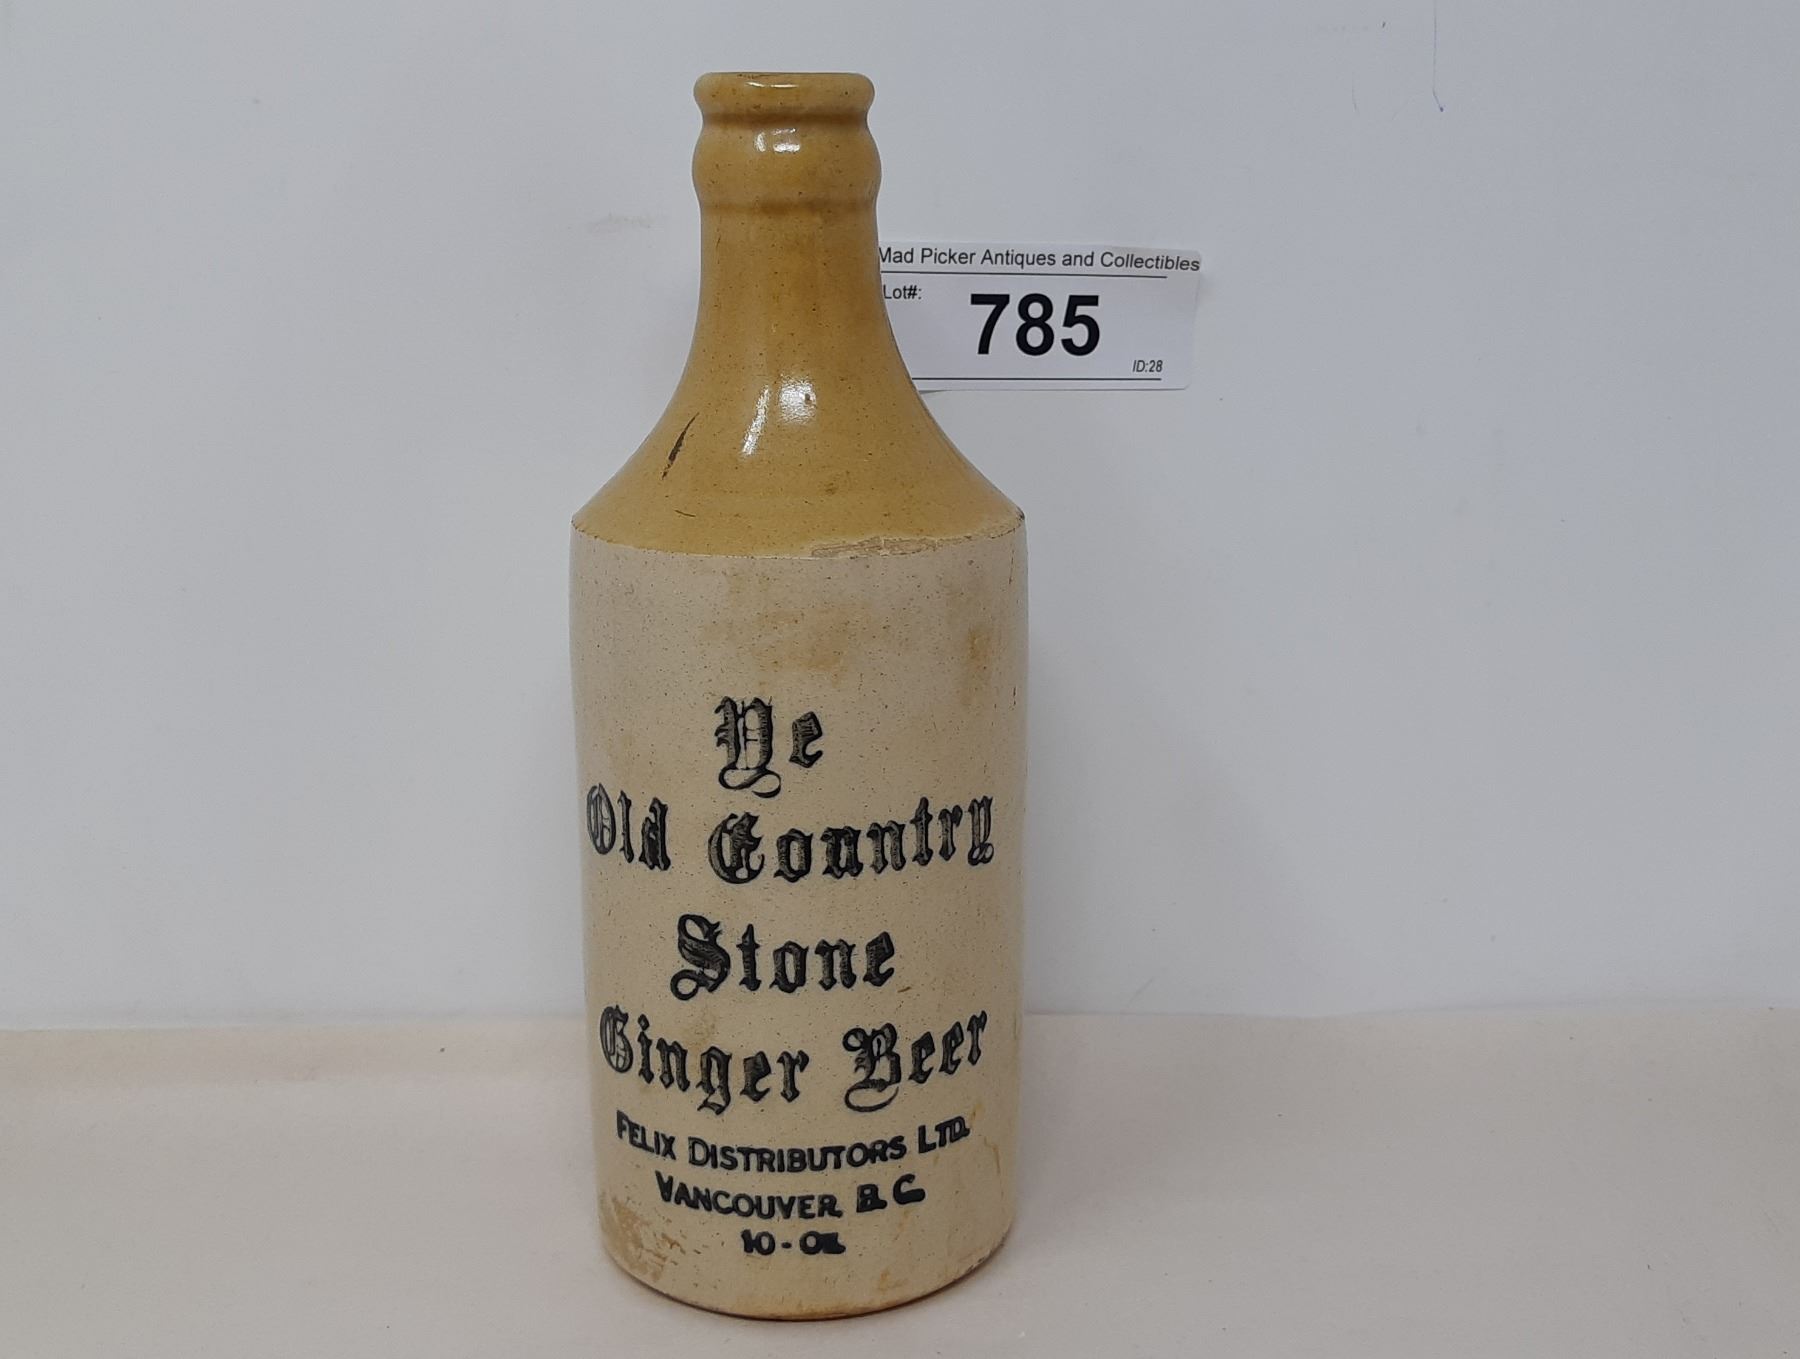 Mad Picker Antiques and Collectibles
Lot#:
785
ID:28
Ye
Old Country
Stone
Ginger Beer
FELIX DISTRIBUTORS LTD.
VANCOUVER, B.C.
10-OZ.